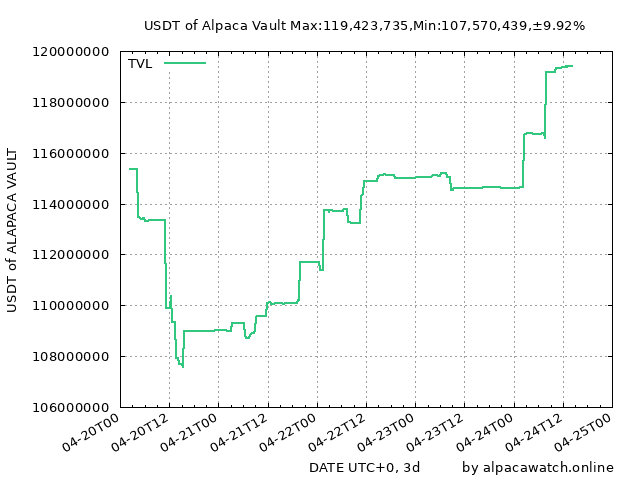 USDT of Alpaca Vault Max:119,423,735,Min:107,570,439,±9.92%
TVL
120000000
118000000
116000000
114000000
112000000
110000000
108000000
106000000
USDT of ALAPACA VAULT
04-20T00
04-20T12
04-21T00
04-21T12
04-22T00
04-22T12
04-23T00
04-23T12
04-24T00
04-24T12
04-25T00
DATE UTC+0, 3d
by alpacawatch.online